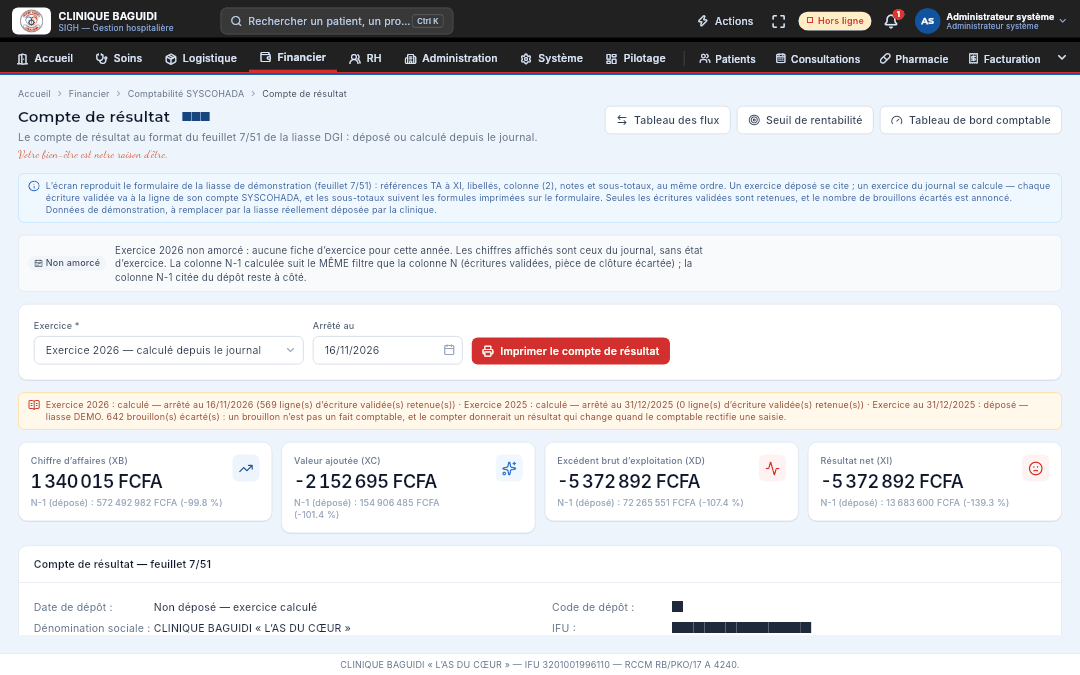 CLINIQUE BAGUIDI
SIGH — Gestion hospitalière
Rechercher un patient, un pro... Ctrl K
Actions
Hors ligne
1
AS
Administrateur système
Administrateur système
Accueil Soins Logistique Financier RH Administration Système Pilotage Patients Consultations Pharmacie Facturation
Accueil > Financier > Comptabilité SYSCOHADA > Compte de résultat
Compte de résultat
Le compte de résultat au format du feuillet 7/51 de la liasse DGI : déposé ou calculé depuis le journal.
Votre bien-être est notre raison d'être.
Tableau des flux
Seuil de rentabilité
Tableau de bord comptable
L'écran reproduit le formulaire de la liasse de démonstration (feuillet 7/51) : références TA à XI, libellés, colonne (2), notes et sous-totaux, au même ordre. Un exercice déposé se cite ; un exercice du journal se calcule — chaque
écriture validée va à la ligne de son compte SYSCOHADA, et les sous-totaux suivent les formules imprimées sur le formulaire. Seules les écritures validées sont retenues, et le nombre de brouillons écartés est annoncé.
Données de démonstration, à remplacer par la liasse réellement déposée par la clinique.
Non amorcé
Exercice 2026 non amorcé : aucune fiche d'exercice pour cette année. Les chiffres affichés sont ceux du journal, sans état
d'exercice. La colonne N-1 calculée suit le MÊME filtre que la colonne N (écritures validées, pièce de clôture écartée) ; la
colonne N-1 citée du dépôt reste à côté.
Exercice *
Arrêté au
Exercice 2026 — calculé depuis le journal
16/11/2026
Imprimer le compte de résultat
Exercice 2026 : calculé — arrêté au 16/11/2026 (569 ligne(s) d'écriture validée(s) retenue(s)) · Exercice 2025 : calculé — arrêté au 31/12/2025 (0 ligne(s) d'écriture validée(s) retenue(s)) · Exercice au 31/12/2025 : déposé —
liasse DEMO. 642 brouillon(s) écarté(s) : un brouillon n'est pas un fait comptable, et le compter donnerait un résultat qui change quand le comptable rectifie une saisie.
Chiffre d'affaires (XB)
1 340 015 FCFA
N-1 (déposé) : 572 492 982 FCFA (-99.8 %)
Valeur ajoutée (XC)
-2 152 695 FCFA
N-1 (déposé) : 154 906 485 FCFA
(-101.4 %)
Excédent brut d'exploitation (XD)
-5 372 892 FCFA
N-1 (déposé) : 72 265 551 FCFA (-107.4 %)
Résultat net (XI)
-5 372 892 FCFA
N-1 (déposé) : 13 683 600 FCFA (-139.3 %)
Compte de résultat — feuillet 7/51
Date de dépôt : Non déposé — exercice calculé
Code de dépôt :
Dénomination sociale : CLINIQUE BAGUIDI « L'AS DU CŒUR »
IFU :
CLINIQUE BAGUIDI « L'AS DU CŒUR » — IFU 3201001996110 — RCCM RB/PKO/17 A 4240.